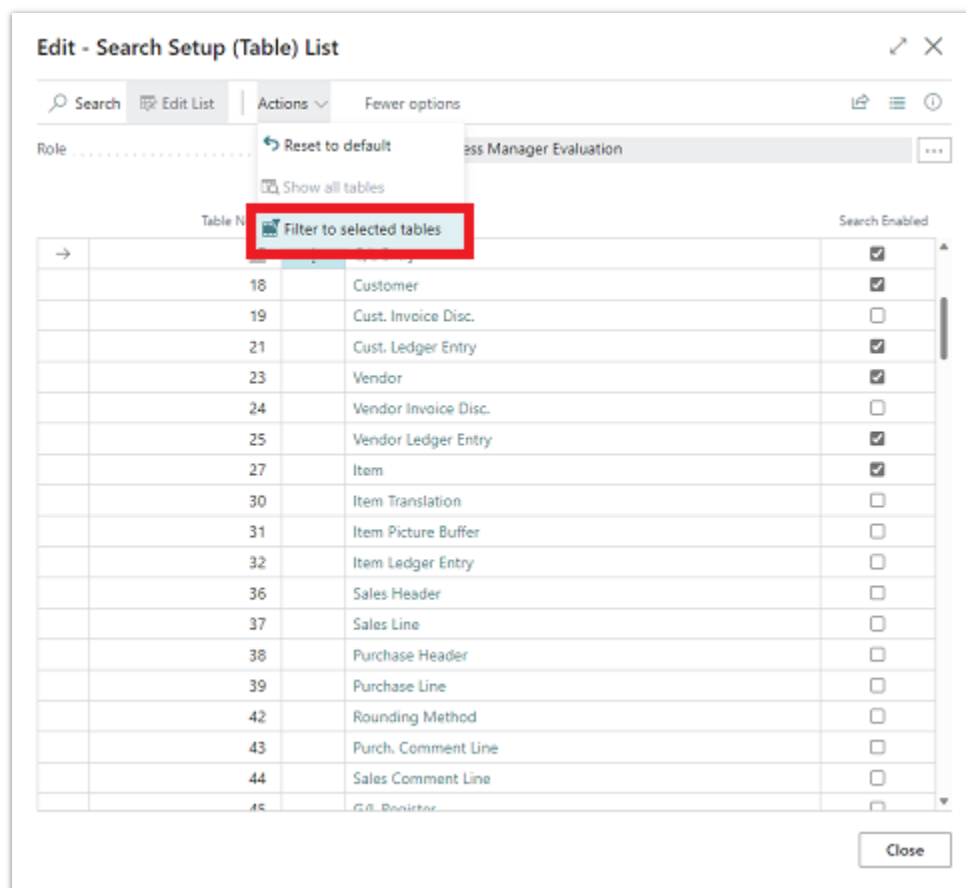 Edit - Search Setup (Table) List
Search Edit List Actions Fewer options
Role Reset to default ess Manager Evaluation ...
Show all tables
Table N Filter to selected tables Search Enabled
18 Customer
19 Cust. Invoice Disc.
21 Cust. Ledger Entry
23 Vendor
24 Vendor Invoice Disc.
25 Vendor Ledger Entry
27 Item
30 Item Translation
31 Item Picture Buffer
32 Item Ledger Entry
36 Sales Header
37 Sales Line
38 Purchase Header
39 Purchase Line
42 Rounding Method
43 Purch. Comment Line
44 Sales Comment Line
45 G/L Register
Close